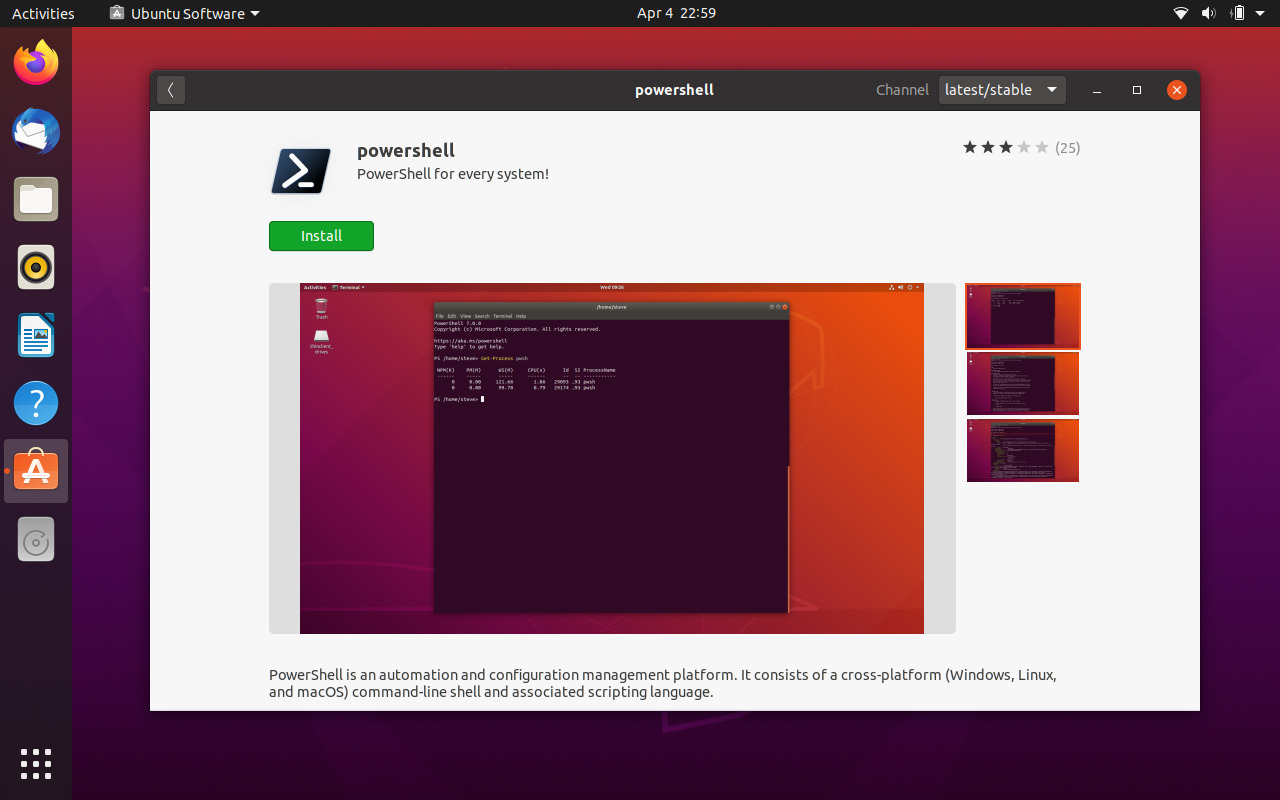 Activities Ubuntu Software Apr 4 22:59
powershell Channel latest/stable
powershell
(25)
PowerShell for every system!
Install
Activities Terminal Wed 09:26
Trash
thinclient_
drives
/home/steve
File Edit View Search Terminal Help
PowerShell 7.0.0
Copyright (c) Microsoft Corporation. All rights reserved.
https://aka.ms/powershell
Type 'help' to get help.
PS /home/steve> Get-Process pwsh
NPM(K) PM(M) WS(M) CPU(s) Id SI ProcessName
------ ----- ----- ------ -- -- -----------
0 0.00 121.66 1.86 29093 …93 pwsh
0 0.00 99.78 0.79 29174 …93 pwsh
PS /home/steve>
PowerShell is an automation and configuration management platform. It consists of a cross-platform (Windows, Linux,
and macOS) command-line shell and associated scripting language.